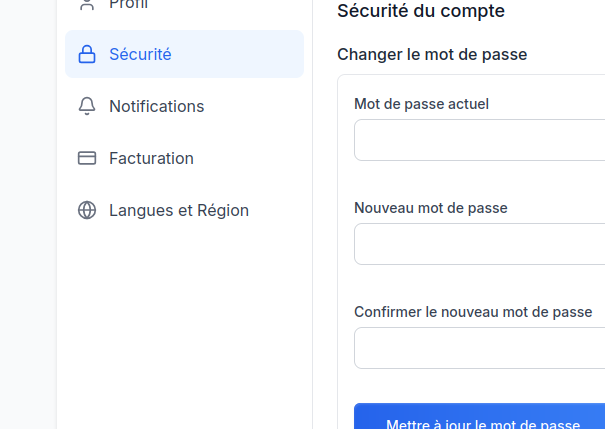 Profil
Sécurité
Notifications
Facturation
Langues et Région
Sécurité du compte
Changer le mot de passe
Mot de passe actuel
Nouveau mot de passe
Confirmer le nouveau mot de passe
Mettre à jour le mot de passe